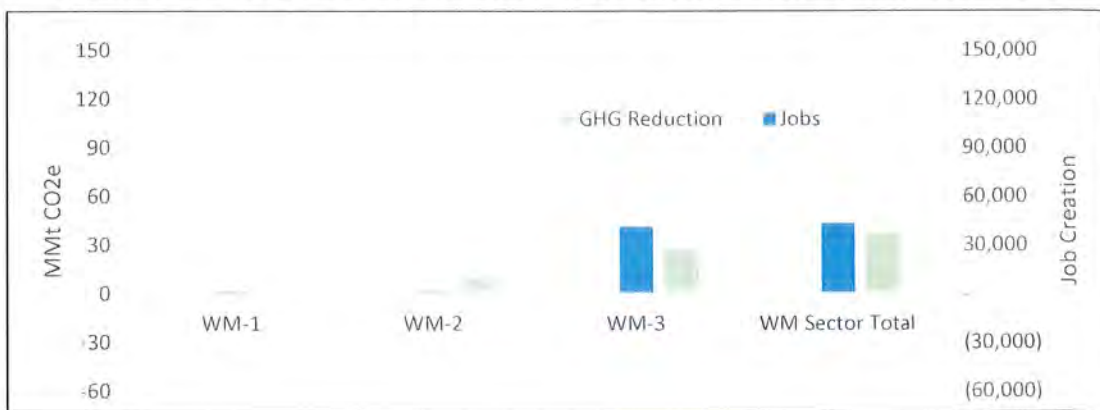 150
120
90
60
30
0
-30
-60
MMt CO2e
GHG Reduction
Jobs
WM-1
WM-2
WM-3
WM Sector Total
150,000
120,000
90,000
60,000
30,000
-
(30,000)
(60,000)
Job Creation